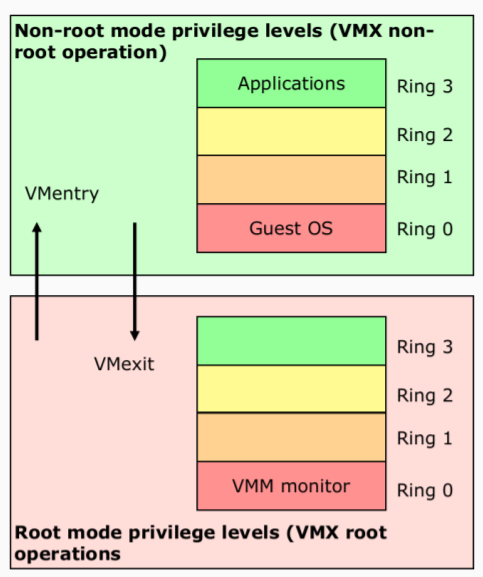 Non-root mode privilege levels (VMX non-
root operation)
Applications
Ring 3
Ring 2
Ring 1
VMentry
Guest OS
Ring 0
Ring 3
VMexit
Ring 2
Ring 1
VMM monitor
Ring 0
Root mode privilege levels (VMX root
operations